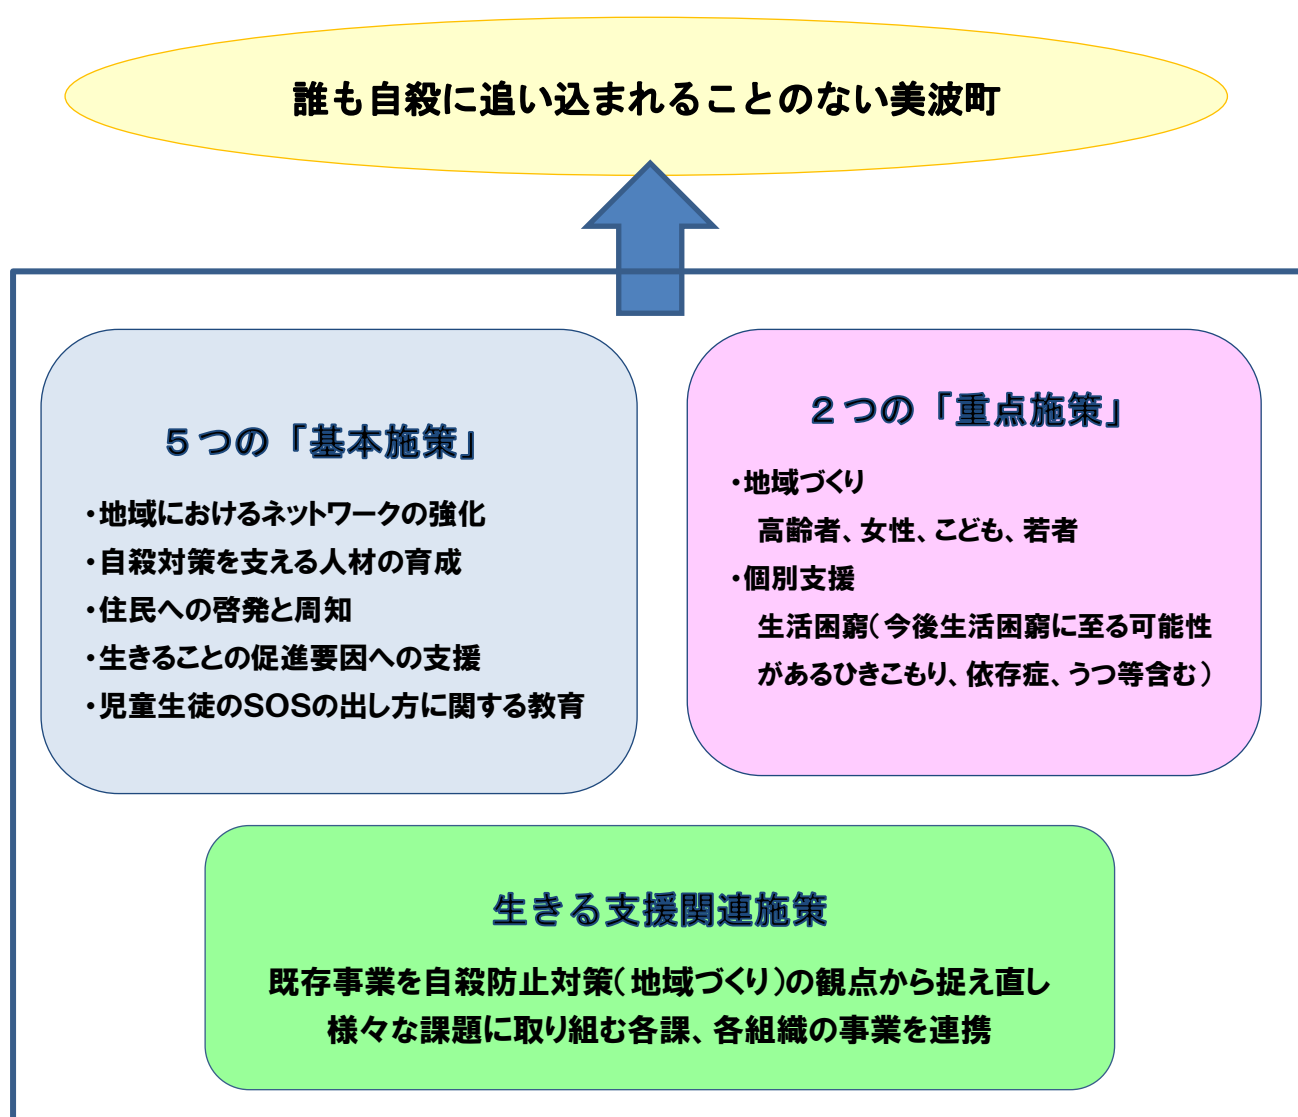 誰も自殺に追い込まれることのない美波町
５つの「基本施策」
・地域におけるネットワークの強化
・自殺対策を支える人材の育成
・住民への啓発と周知
・生きることの促進要因への支援
・児童生徒のSOSの出し方に関する教育
２つの「重点施策」
・地域づくり
高齢者、女性、こども、若者
・個別支援
生活困窮（今後生活困窮に至る可能性
があるひきこもり、依存症、うつ等含む）
生きる支援関連施策
既存事業を自殺防止対策（地域づくり）の観点から捉え直し
様々な課題に取り組む各課、各組織の事業を連携